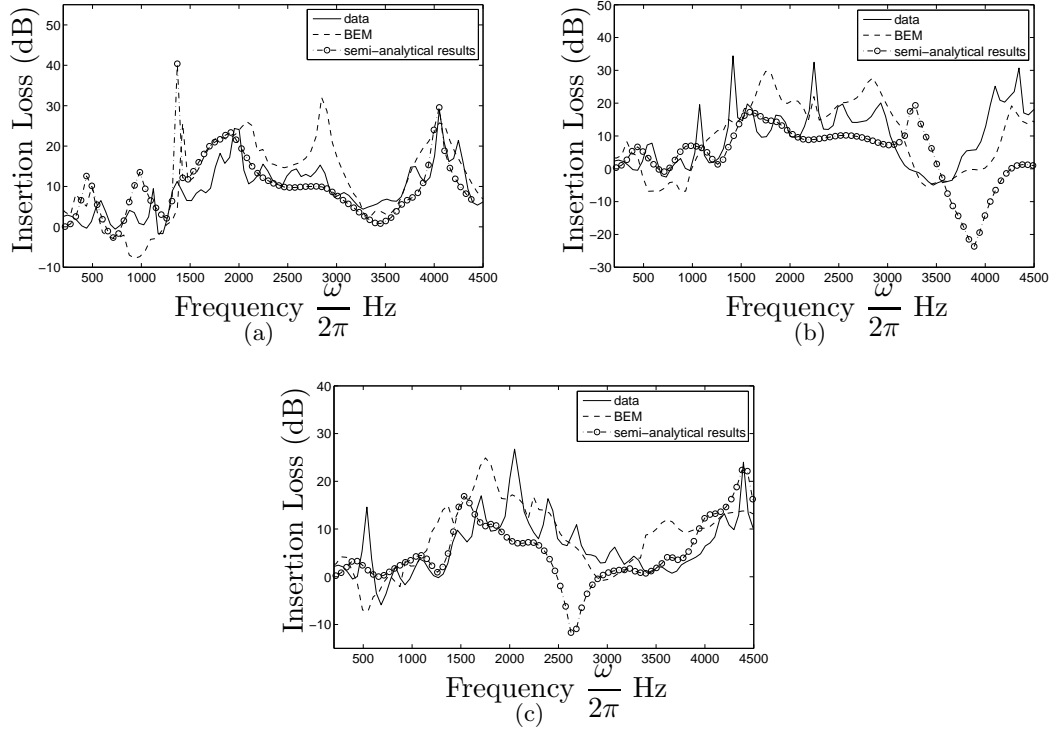 Insertion Loss (dB)
50
40
30
20
10
0
−10
500 1000 1500 2000 2500 3000 3500 4000 4500
data
BEM
semi-analytical results
Frequency ω/2π Hz
(a)
Insertion Loss (dB)
50
40
30
20
10
0
−10
−20
−30
500 1000 1500 2000 2500 3000 3500 4000 4500
data
BEM
semi-analytical results
Frequency ω/2π Hz
(b)
Insertion Loss (dB)
40
30
20
10
0
−10
500 1000 1500 2000 2500 3000 3500 4000 4500
data
BEM
semi-analytical results
Frequency ω/2π Hz
(c)